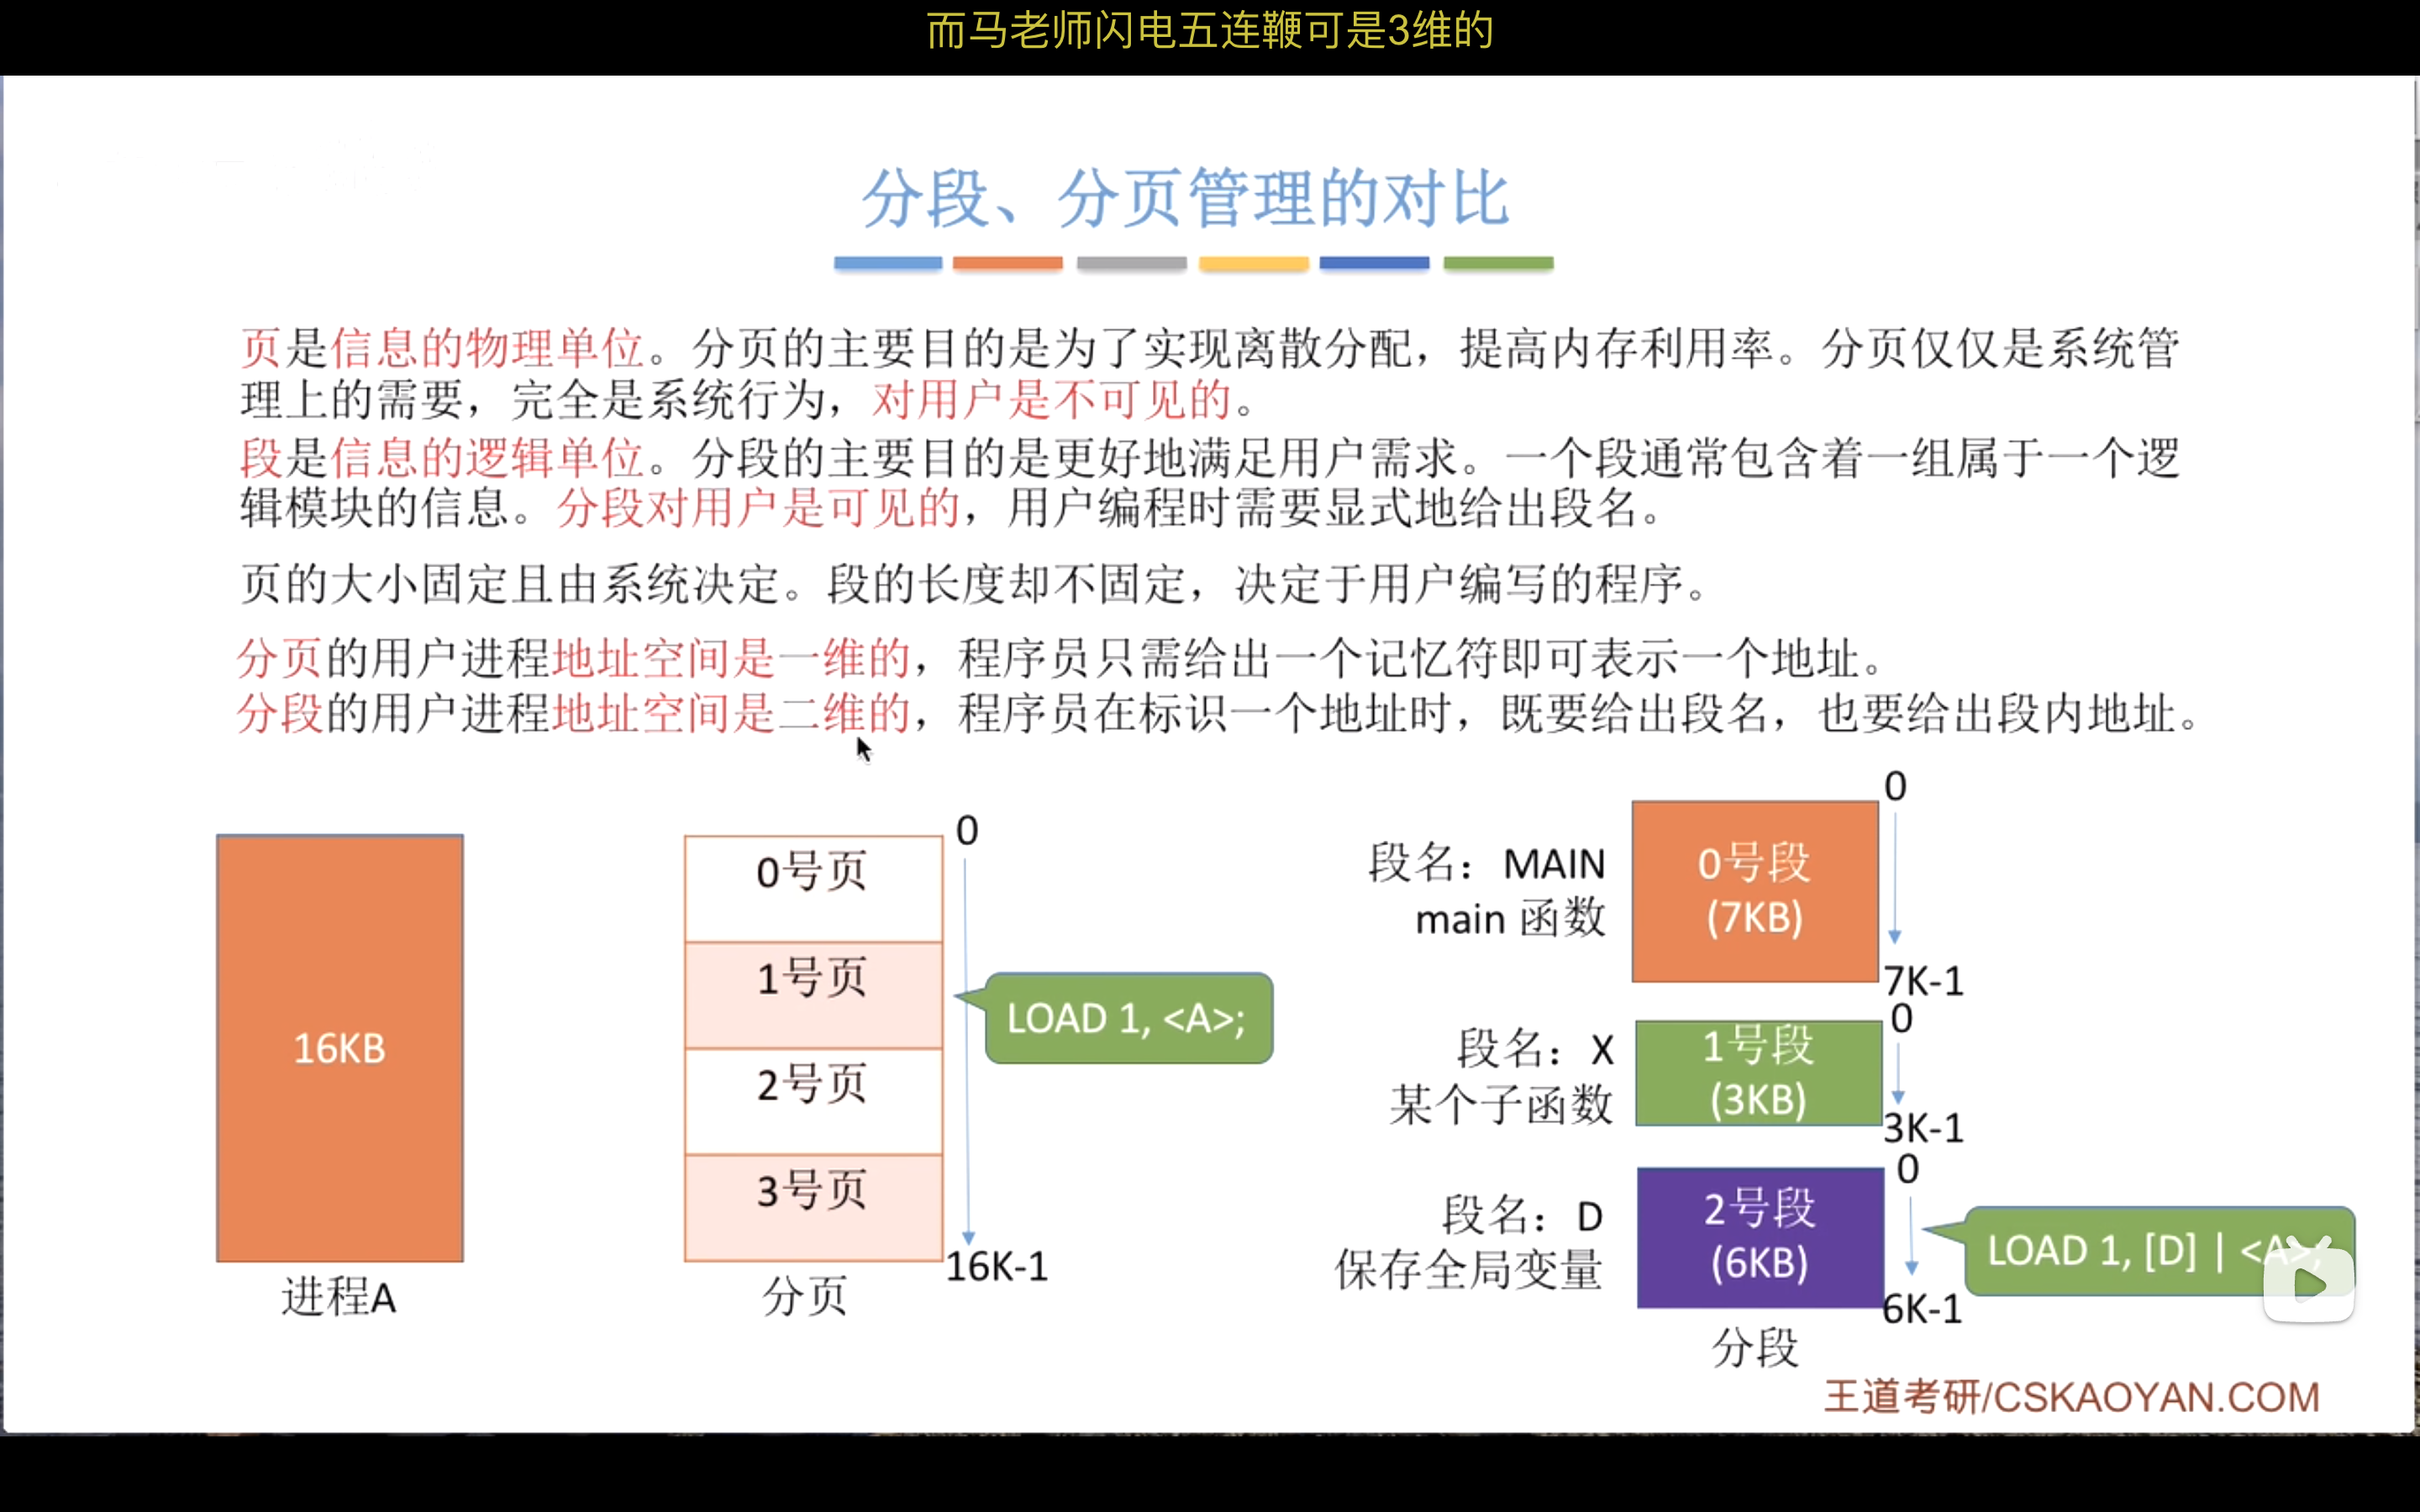 而马老师闪电五连鞭可是3维的
分段、分页管理的对比
页是信息的物理单位。分页的主要目的是为了实现离散分配，提高内存利用率。分页仅仅是系统管
理上的需要，完全是系统行为，对用户是不可见的。
段是信息的逻辑单位。分段的主要目的是更好地满足用户需求。一个段通常包含着一组属于一个逻
辑模块的信息。分段对用户是可见的，用户编程时需要显式地给出段名。
页的大小固定且由系统决定。段的长度却不固定，决定于用户编写的程序。
分页的用户进程地址空间是一维的，程序员只需给出一个记忆符即可表示一个地址。
分段的用户进程地址空间是二维的，程序员在标识一个地址时，既要给出段名，也要给出段内地址。
16KB
进程A
0
0号页
1号页
2号页
3号页
16K-1
分页
LOAD 1, <A>;
段名：MAIN
main 函数
0号段
(7KB)
0
7K-1
段名：X
某个子函数
1号段
(3KB)
0
3K-1
段名：D
保存全局变量
2号段
(6KB)
0
6K-1
分段
LOAD 1, [D] | <A>;
王道考研/CSKAOYAN.COM